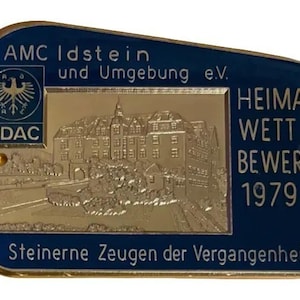 AMC Idstein
und Umgebung e.V.
DAC
HEIMA
WETT
BEWER
1979
Steinerne Zeugen der Vergangenhe